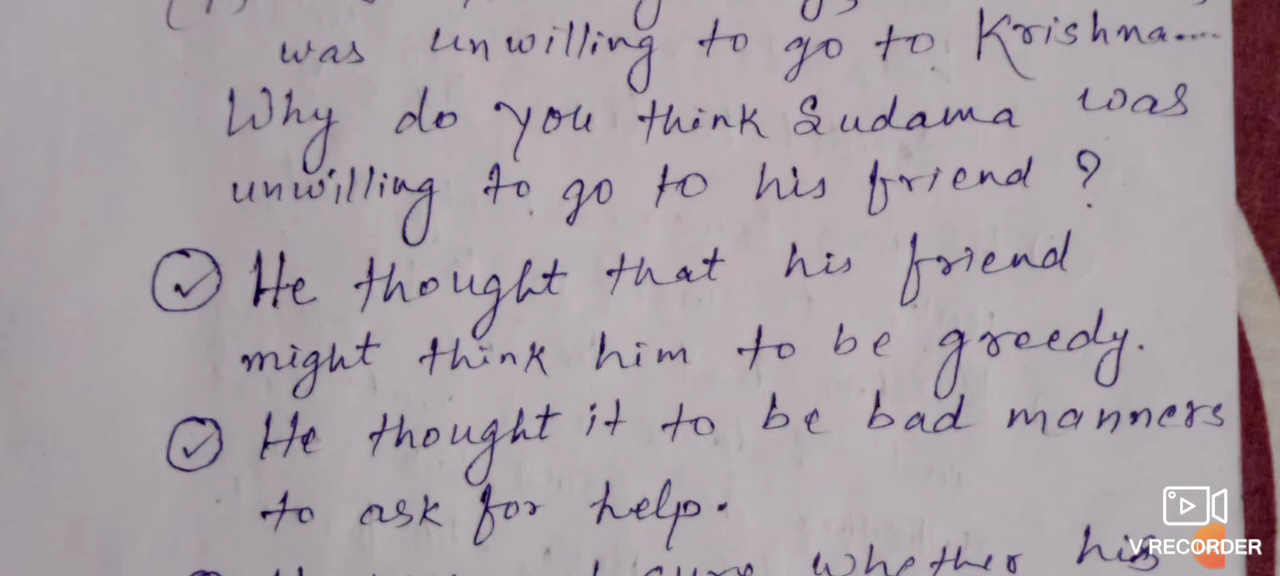 was unwilling to go to Krishna....
Why do you think Sudama was
unwilling to go to his friend ?
He thought that his friend
might think him to be greedy.
He thought it to be bad manners
to ask for help.
whether his
V RECORDER